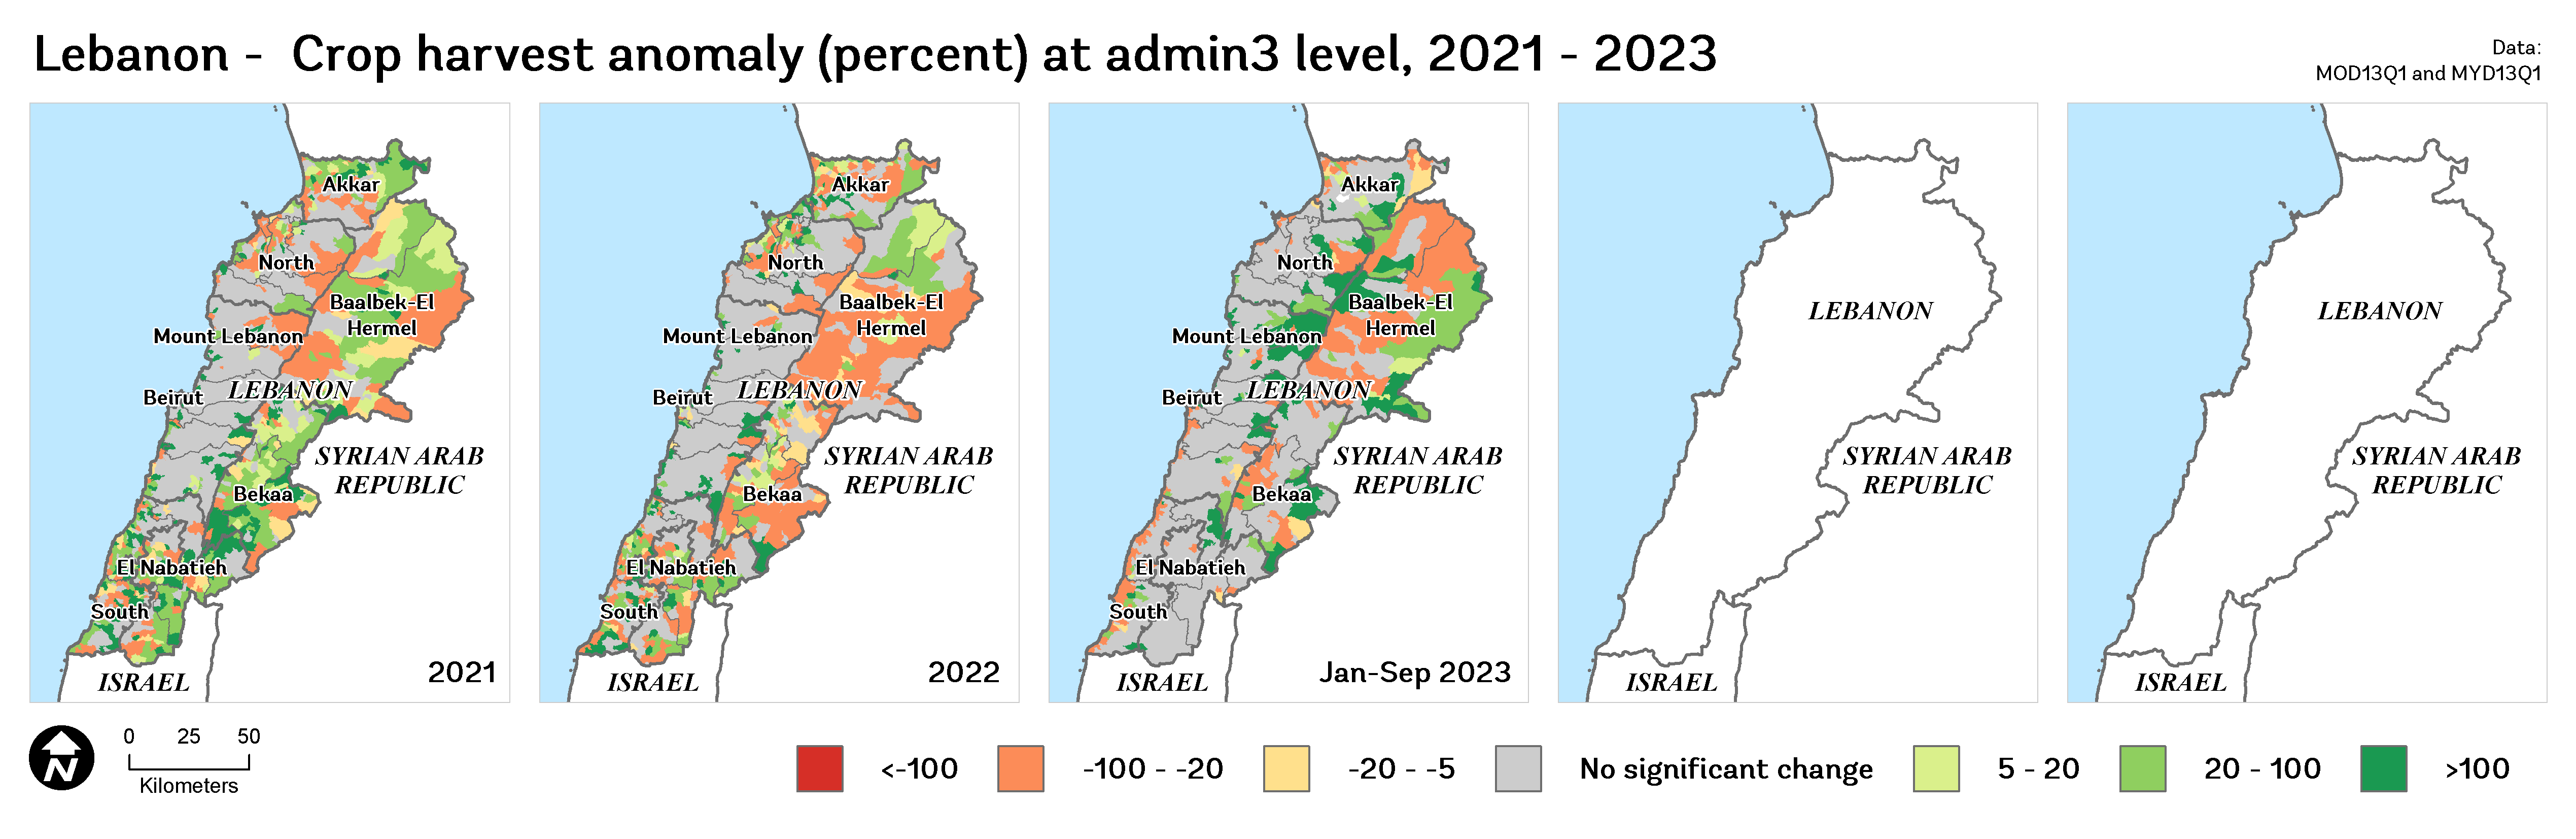 Lebanon -  Crop harvest anomaly (percent) at admin3 level, 2021 - 2023
Data:
MOD13Q1 and MYD13Q1
Akkar
North
Baalbek-El
Hermel
Mount Lebanon
LEBANON
Beirut
SYRIAN ARAB
REPUBLIC
Bekaa
El Nabatieh
South
2021
ISRAEL
Akkar
North
Baalbek-El
Hermel
Mount Lebanon
LEBANON
Beirut
SYRIAN ARAB
REPUBLIC
Bekaa
El Nabatieh
South
2022
ISRAEL
Akkar
North
Baalbek-El
Hermel
Mount Lebanon
LEBANON
Beirut
SYRIAN ARAB
REPUBLIC
Bekaa
El Nabatieh
South
Jan-Sep 2023
ISRAEL
LEBANON
SYRIAN ARAB
REPUBLIC
ISRAEL
LEBANON
SYRIAN ARAB
REPUBLIC
ISRAEL
N
0 25 50
Kilometers
<-100
-100 - -20
-20 - -5
No significant change
5 - 20
20 - 100
>100